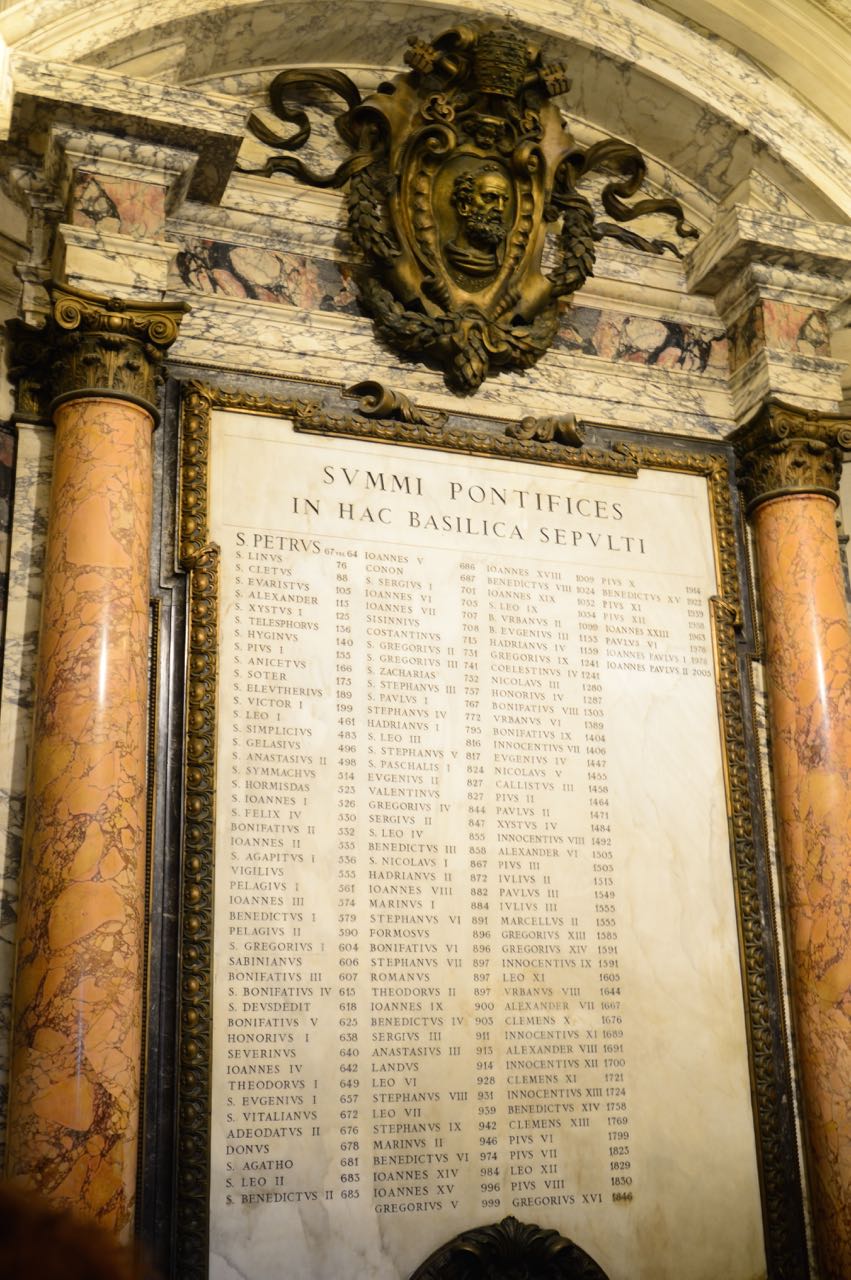 SVMMI PONTIFICES
IN HAC BASILICA SEPVLTI
S. PETRVS 67 vel 64
S. LINVS 76
S. CLETVS 88
S. EVARISTVS 105
S. ALEXANDER 115
S. XYSTVS I 125
S. TELESPHORVS 136
S. HYGINVS 140
S. PIVS I 155
S. ANICETVS 166
S. SOTER 175
S. ELEVTHERIVS 189
S. VICTOR I 199
S. LEO I 461
S. SIMPLICIVS 483
S. GELASIVS 496
S. ANASTASIVS II 498
S. SYMMACHVS 514
S. HORMISDAS 523
S. IOANNES I 526
S. FELIX IV
BONIFATIVS II 532
IOANNES II 535
S. AGAPITVS I 536
VIGILIVS 555
PELAGIVS I 561
IOANNES III 574
BENEDICTVS I 579
PELAGIVS II 590
S. GREGORIVS I 604
SABINIANVS 606
BONIFATIVS III 607
S. BONIFATIVS IV 615
S. DEVSDEDIT 618
BONIFATIVS V 625
HONORIVS I 638
SEVERINVS 640
IOANNES IV 642
THEODORVS I 649
S. EVGENIVS I 657
S. VITALIANVS 672
ADEODATVS II 676
DONVS 678
S. AGATHO 681
S. LEO II 683
S. BENEDICTVS II 685
IOANNES V 686
CONON 687
S. SERGIVS I 701
IOANNES VI 705
IOANNES VII 707
SISINNIVS 708
CONSTANTINVS 715
S. GREGORIVS II 731
S. GREGORIVS III 741
S. ZACHARIAS 752
S. STEPHANVS III 757
S. PAVLVS I 767
STEPHANVS IV 772
HADRIANVS I 795
S. LEO III 816
S. STEPHANVS V 817
S. PASCHALIS I 824
EVGENIVS II 827
VALENTINVS 827
GREGORIVS IV 844
SERGIVS II 847
S. LEO IV 855
BENEDICTVS III 858
S. NICOLAVS I 867
HADRIANVS II 872
IOANNES VIII 882
MARINVS I 884
STEPHANVS VI 891
FORMOSVS 896
BONIFATIVS VI 896
STEPHANVS VII 897
ROMANVS 897
THEODORVS II 897
IOANNES IX 900
BENEDICTVS IV 903
SERGIVS III 911
ANASTASIVS III 913
LANDVS 914
LEO VI 928
STEPHANVS VIII 931
LEO VII 939
STEPHANVS IX 942
MARINVS II 946
BENEDICTVS VI 974
IOANNES XIV 984
IOANNES XV 996
GREGORIVS V 999
IOANNES XVIII 1009
BENEDICTVS VIII 1024
IOANNES XIX 1032
S. LEO IX 1054
B. VRBANVS II 1099
B. EVGENIVS III 1153
HADRIANVS IV 1159
GREGORIVS IX 1241
COELESTINVS IV 1241
NICOLAVS III 1280
HONORIVS IV 1287
BONIFATIVS VIII 1303
VRBANVS VI 1389
BONIFATIVS IX 1404
INNOCENTIVS VII 1406
EVGENIVS IV 1447
NICOLAVS V 1455
CALLISTVS III 1458
PIVS II 1464
PAVLVS II 1471
XYSTVS IV 1484
INNOCENTIVS VIII 1492
ALEXANDER VI 1503
PIVS III 1503
IVLIVS II 1513
PAVLVS III 1549
IVLIVS III 1555
MARCELLVS II 1555
GREGORIVS XIII 1585
GREGORIVS XIV 1591
INNOCENTIVS IX 1591
LEO XI 1605
VRBANVS VIII 1644
ALEXANDER VII 1667
CLEMENS X 1676
INNOCENTIVS XI 1689
ALEXANDER VIII 1691
INNOCENTIVS XII 1700
CLEMENS XI 1721
INNOCENTIVS XIII 1724
BENEDICTVS XIV 1758
CLEMENS XIII 1769
PIVS VI 1799
PIVS VII 1823
LEO XII 1829
PIVS VIII 1830
GREGORIVS XVI 1846
PIVS X 1914
BENEDICTVS XV 1922
PIVS XI 1939
PIVS XII 1958
IOANNES XXIII 1963
PAVLVS VI 1978
IOANNES PAVLVS I 1978
IOANNES PAVLVS II 2005